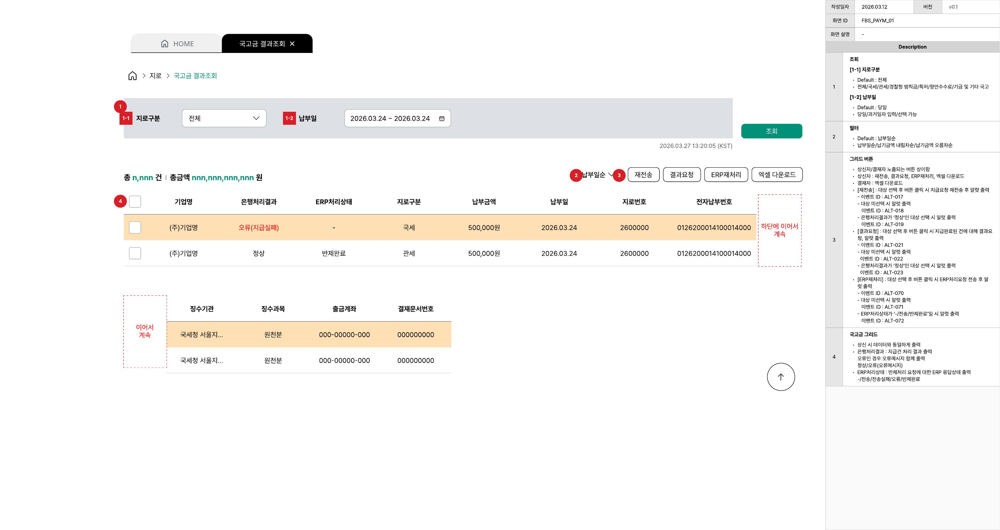 HOME
국고금 결과조회
지로
국고금 결과조회
1
1-1 지로구분
전체
1-2 납부일
2026.03.24 ~ 2026.03.24
조회
2026.03.27 13:20:05 (KST)
총 n,nnn 건 | 총금액 nnn,nnn,nnn,nnn 원
2 납부일순
3
재전송
결과요청
ERP재처리
엑셀 다운로드
4
기업명 은행처리결과 ERP처리상태 지로구분 납부금액 납부일 지로번호 전자납부번호
(주)기업명 오류(지급실패) - 국세 500,000원 2026.03.24 2600000 0126200014100014000
(주)기업명 정상 반제완료 관세 500,000원 2026.03.24 2600000 0126200014100014000
하단에 이어서
계속
이어서
계속
징수기관 징수과목 출금계좌 결재문서번호
국세청 서울지... 원천분 000-00000-000 000000000
국세청 서울지... 원천분 000-00000-000 000000000
작성일자 2026.03.12 버전 v0.1
화면 ID FBS_PAYM_01
화면 설명 -
Description
1
조회
[1-1] 지로구분
• Default : 전체
• 전체/국세/관세/경찰청 범칙금/특허/항만수수료/기금 및 기타 국고
[1-2] 납부일
• Default : 당일
• 당일/과거일자 입력/선택 가능
2
필터
• Default : 납부일순
• 납부일순/납기금액 내림차순/납기금액 오름차순
3
그리드 버튼
• 상신자/결재자 노출되는 버튼 상이함
• 상신자 : 재전송, 결과요청, ERP재처리, 엑셀 다운로드
• 결재자 : 엑셀 다운로드
• [재전송] : 대상 선택 후 버튼 클릭 시 지급요청 재전송 후 알럿 출력
- 이벤트 ID : ALT-017
- 대상 미선택 시 알럿 출력
이벤트 ID : ALT-018
- 은행처리결과가 ‘정상’인 대상 선택 시 알럿 출력
이벤트 ID : ALT-019
• [결과요청] : 대상 선택 후 버튼 클릭 시 지급완료된 건에 대해 결과요
청, 알럿 출력
- 이벤트 ID : ALT-021
- 대상 미선택 시 알럿 출력
이벤트 ID : ALT-022
- 은행처리결과가 ‘정상’인 대상 선택 시 알럿 출력
이벤트 ID : ALT-023
• [ERP재처리] : 대상 선택 후 버튼 클릭 시 ERP처리요청 전송 후 알
럿 출력
- 이벤트 ID : ALT-070
- 대상 미선택 시 알럿 출력
이벤트 ID : ALT-071
- ERP처리상태가 ‘-/전송/반제완료’일 시 알럿 출력
이벤트 ID : ALT-072
4
국고금 그리드
• 상신 시 데이터와 동일하게 출력
• 은행처리결과 : 지급건 처리 결과 출력
오류인 경우 오류메시지 함께 출력
정상/오류(오류메시지)
• ERP처리상태 : 반제처리 요청에 대한 ERP 응답상태 출력
-/전송/전송실패/오류/반제완료